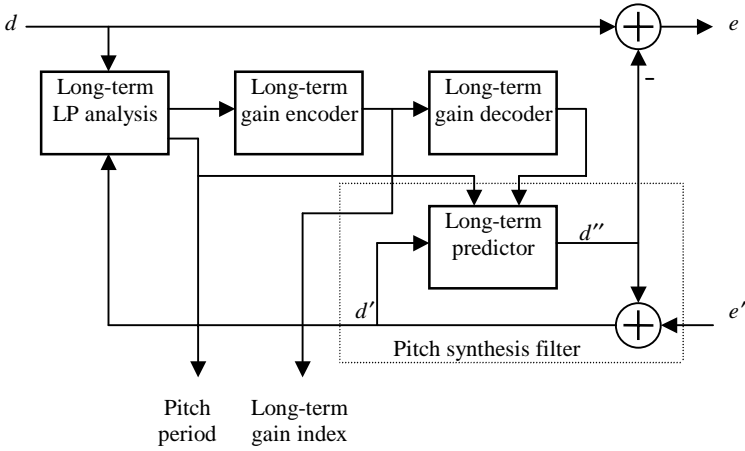 d
e
Long-term
LP analysis
Long-term
gain encoder
Long-term
gain decoder
–
Long-term
predictor
d′′
d′
e′
Pitch synthesis filter
Pitch
period
Long-term
gain index